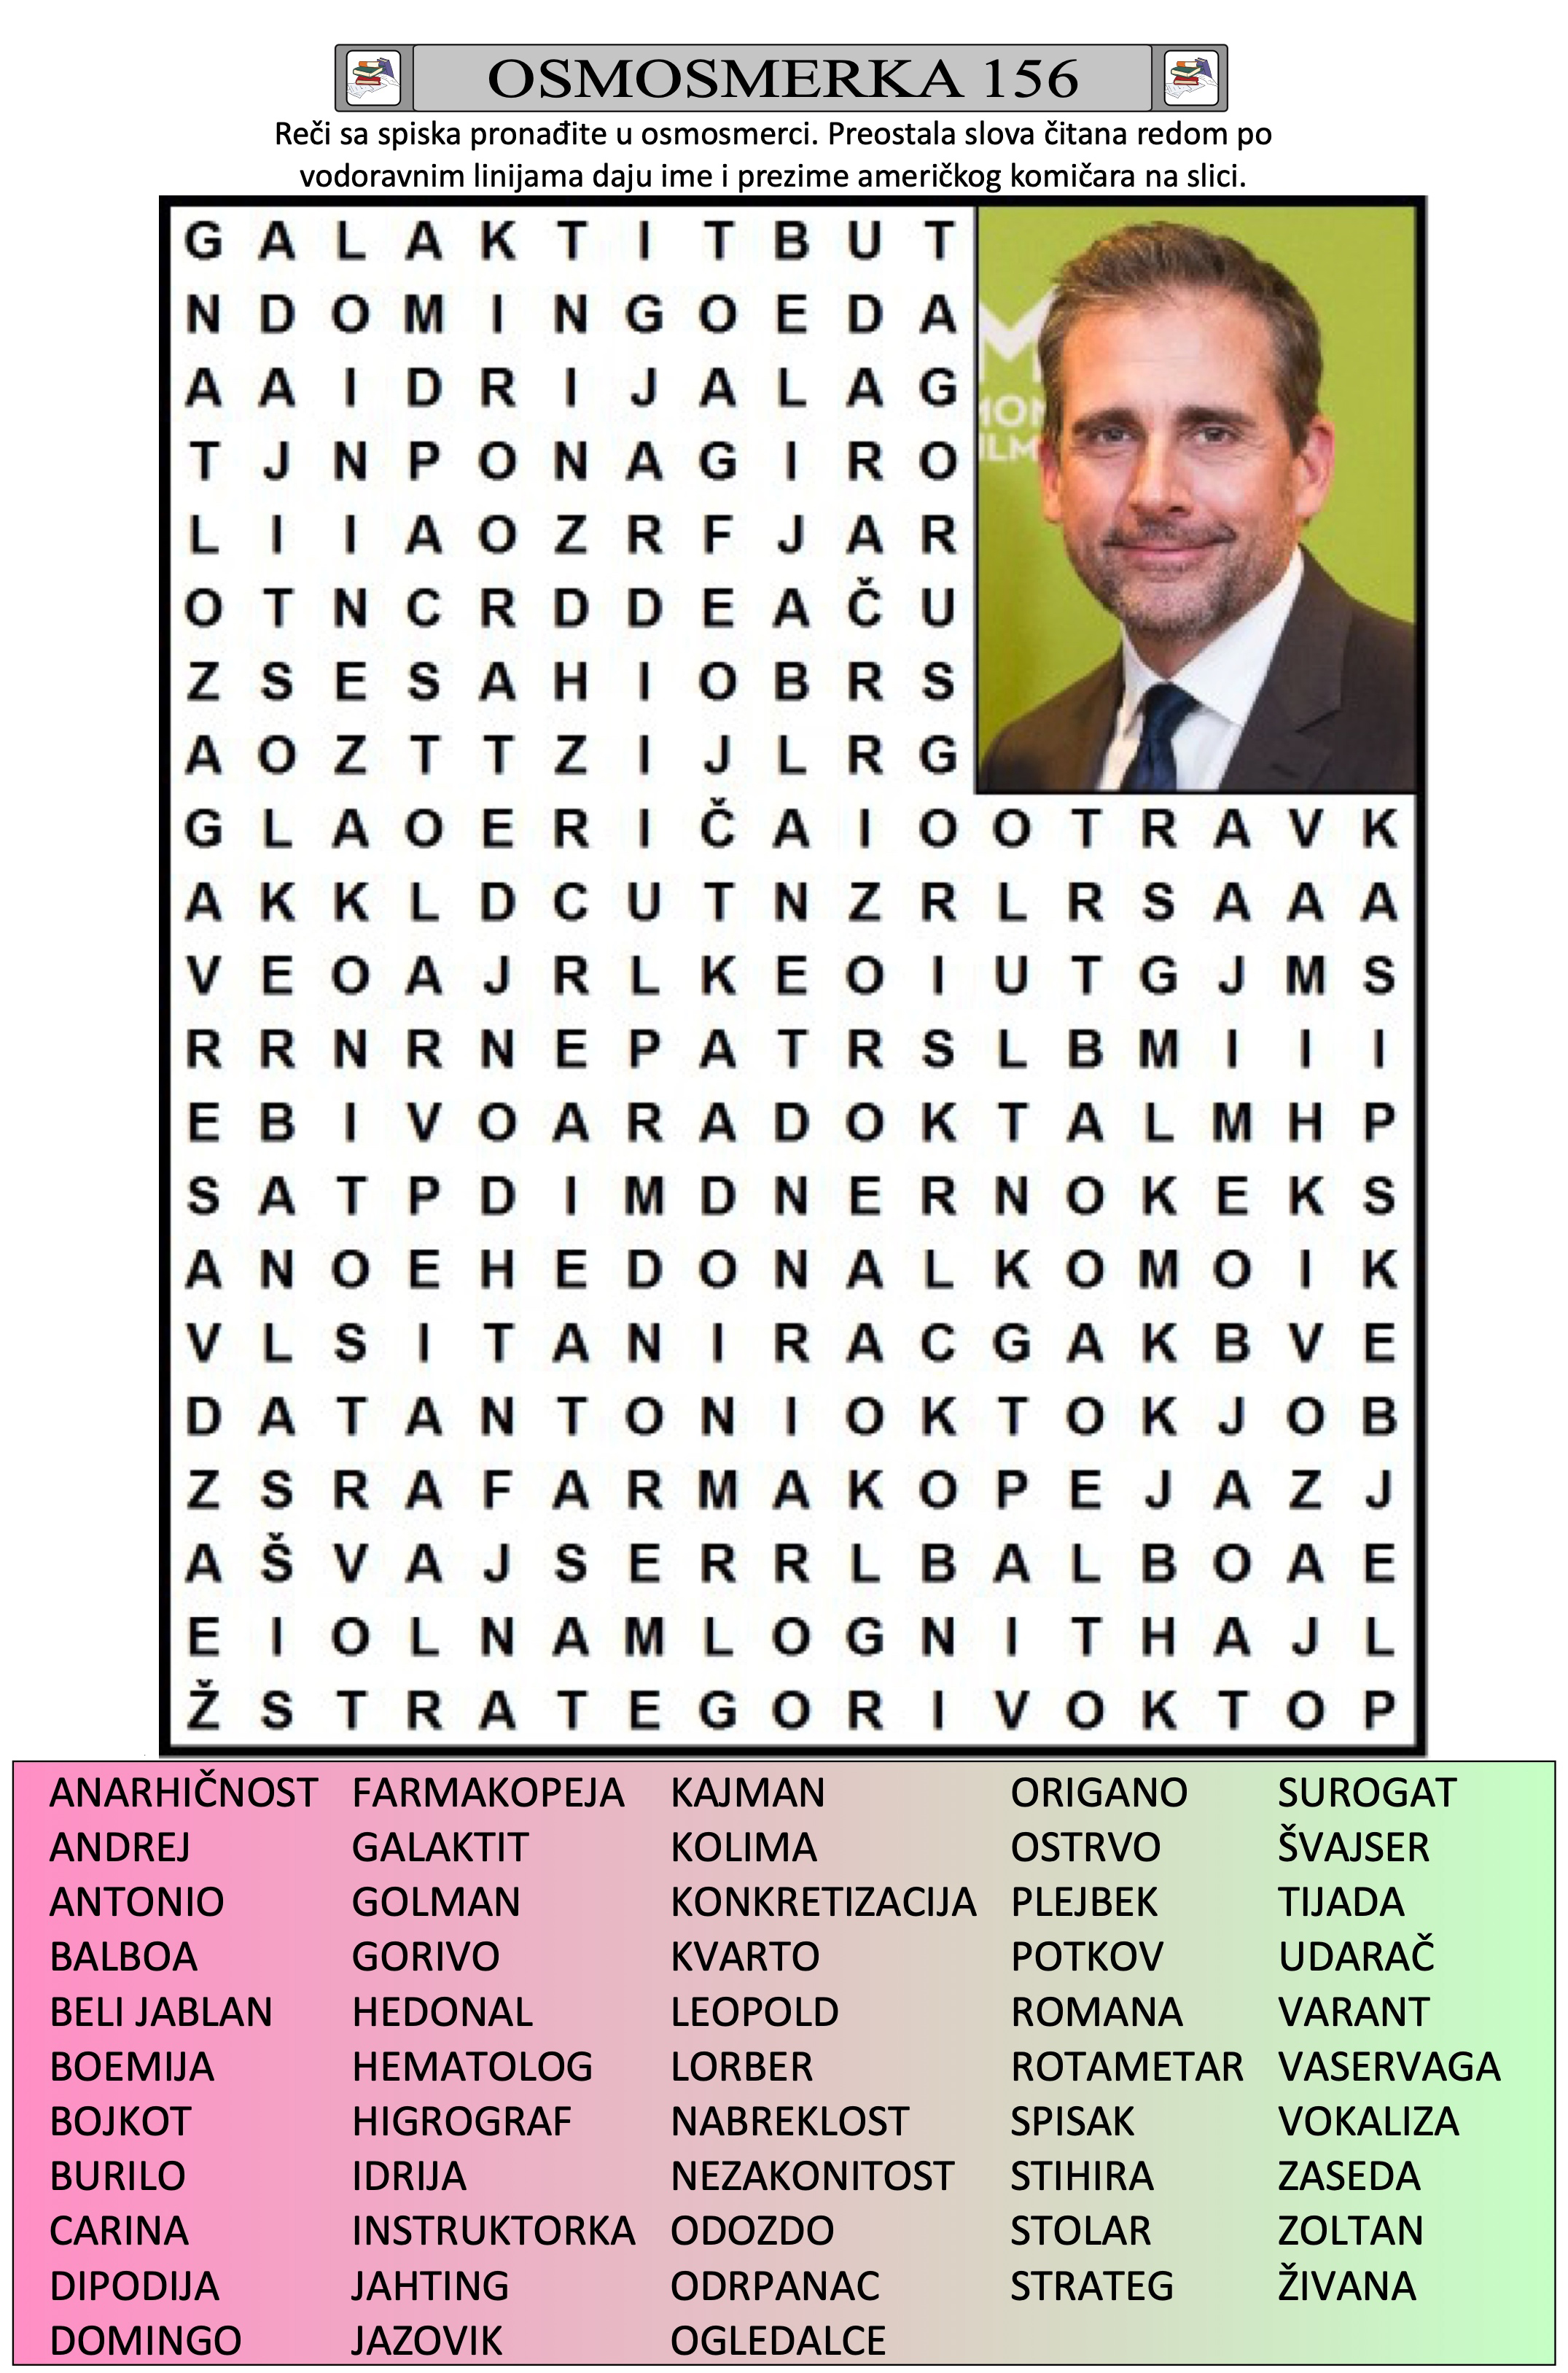 OSMOSMERKA 156
Reči sa spiska pronađite u osmosmerci. Preostala slova čitana redom po
vodoravnim linijama daju ime i prezime američkog komičara na slici.
G A L A K T I T B U T
N D O M I N G O E D A
A A I D R I J A L A G
T J N P O N A G I R O
L I I A O Z R F J A R
O T N C R D D E A Č U
Z S E S A H I O B R S
A O Z T T Z I J L R G
G L A O E R I Č A I O O T R A V K
A K K L D C U T N Z R L R S A A A
V E O A J R L K E O I U T G J M S
R R N R N E P A T R S L B M I I I
E B I V O A R A D O K T A L M H P
S A T P D I M D N E R N O K E K S
A N O E H E D O N A L K O M O I K
V L S I T A N I R A C G A K B V E
D A T A N T O N I O K T O K J O B
Z S R A F A R M A K O P E J A Z J
A Š V A J S E R R L B A L B O A E
E I O L N A M L O G N I T H A J L
Ž S T R A T E G O R I V O K T O P
ANARHIČNOST FARMAKOPEJA KAJMAN ORIGANO SUROGAT
ANDREJ GALAKTIT KOLIMA OSTRVO ŠVAJSER
ANTONIO GOLMAN KONKRETIZACIJA PLEJBEK TIJADA
BALBOA GORIVO KVARTO POTKOV UDARAČ
BELI JABLAN HEDONAL LEOPOLD ROMANA VARANT
BOEMIJA HEMATOLOG LORBER ROTAMETAR VASERVAGA
BOJKOT HIGROGRAF NABREKLOST SPISAK VOKALIZA
BURILO IDRIJA NEZAKONITOST STIHIRA ZASEDA
CARINA INSTRUKTORKA ODOZDO STOLAR ZOLTAN
DIPODIJA JAHTING ODRPANAC STRATEG ŽIVANA
DOMINGO JAZOVIK OGLEDALCE